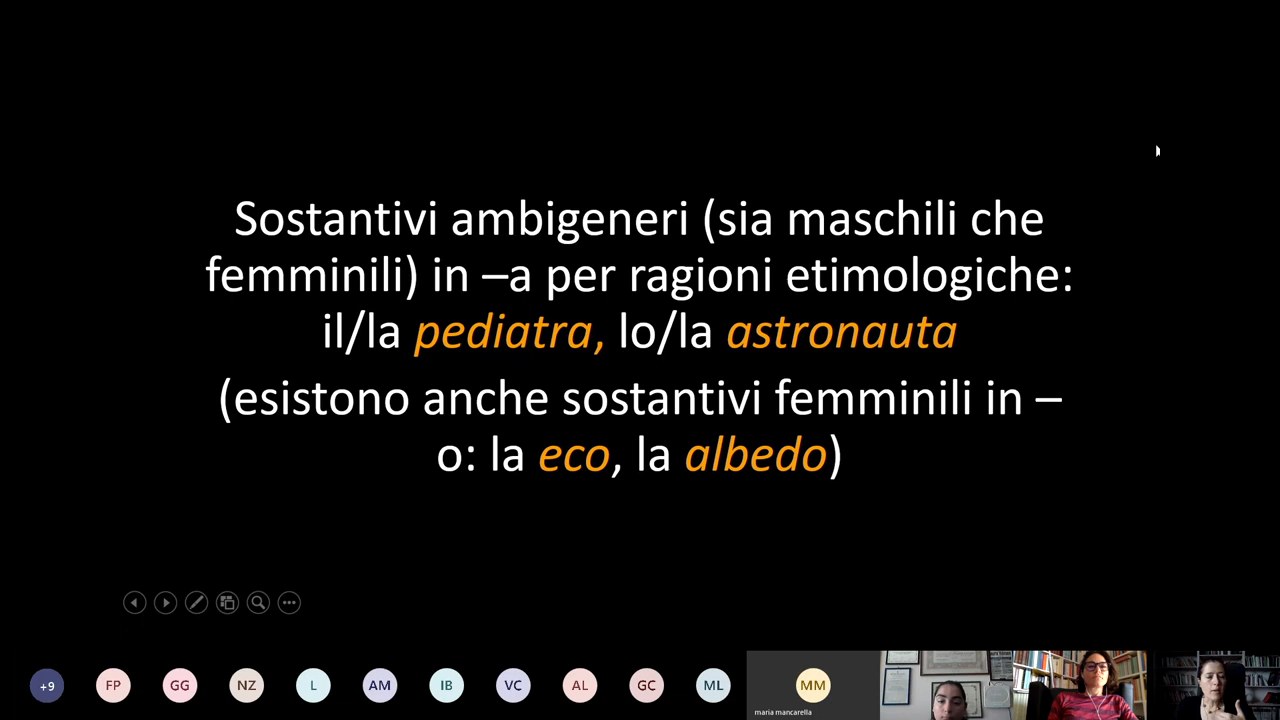 Sostantivi ambigeneri (sia maschili che
femminili) in –a per ragioni etimologiche:
il/la pediatra, lo/la astronauta
(esistono anche sostantivi femminili in –
o: la eco, la albedo)
+9 FP GG NZ L AM IB VC AL GC ML MM
maria mancarella